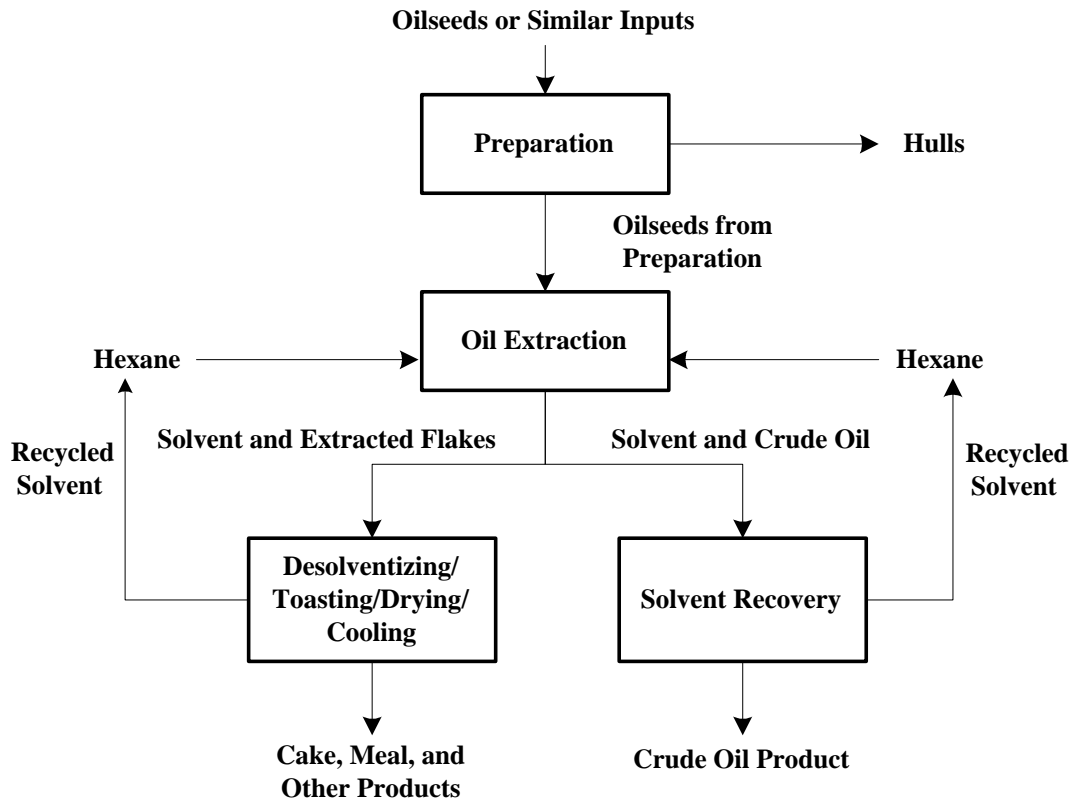 Oilseeds or Similar Inputs
Preparation
Hulls
Oilseeds from
Preparation
Oil Extraction
Hexane
Hexane
Solvent and Extracted Flakes
Solvent and Crude Oil
Recycled
Solvent
Recycled
Solvent
Desolventizing/
Toasting/Drying/
Cooling
Solvent Recovery
Cake, Meal, and
Other Products
Crude Oil Product